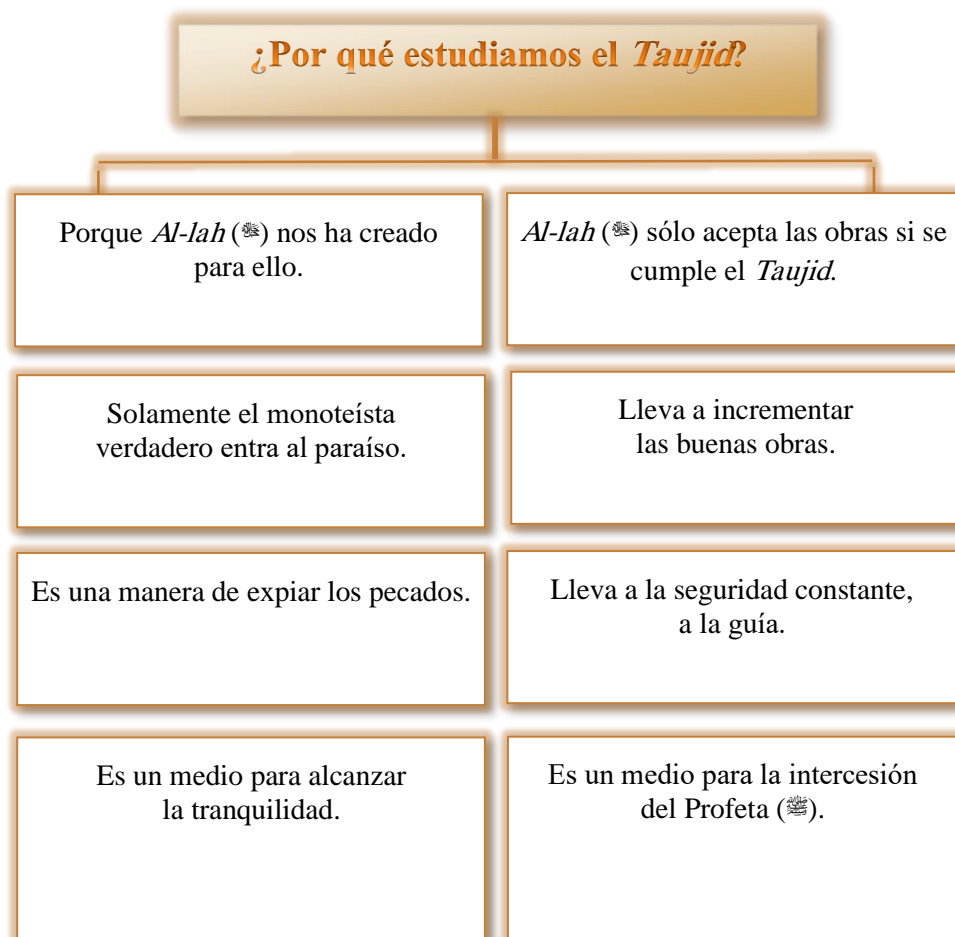 ¿Por qué estudiamos el Taujid?
Porque Al-lah (ﷻ) nos ha creado
para ello.
Al-lah (ﷻ) sólo acepta las obras si se
cumple el Taujid.
Solamente el monoteísta
verdadero entra al paraíso.
Lleva a incrementar
las buenas obras.
Es una manera de expiar los pecados.
Lleva a la seguridad constante,
a la guía.
Es un medio para alcanzar
la tranquilidad.
Es un medio para la intercesión
del Profeta (ﷺ).